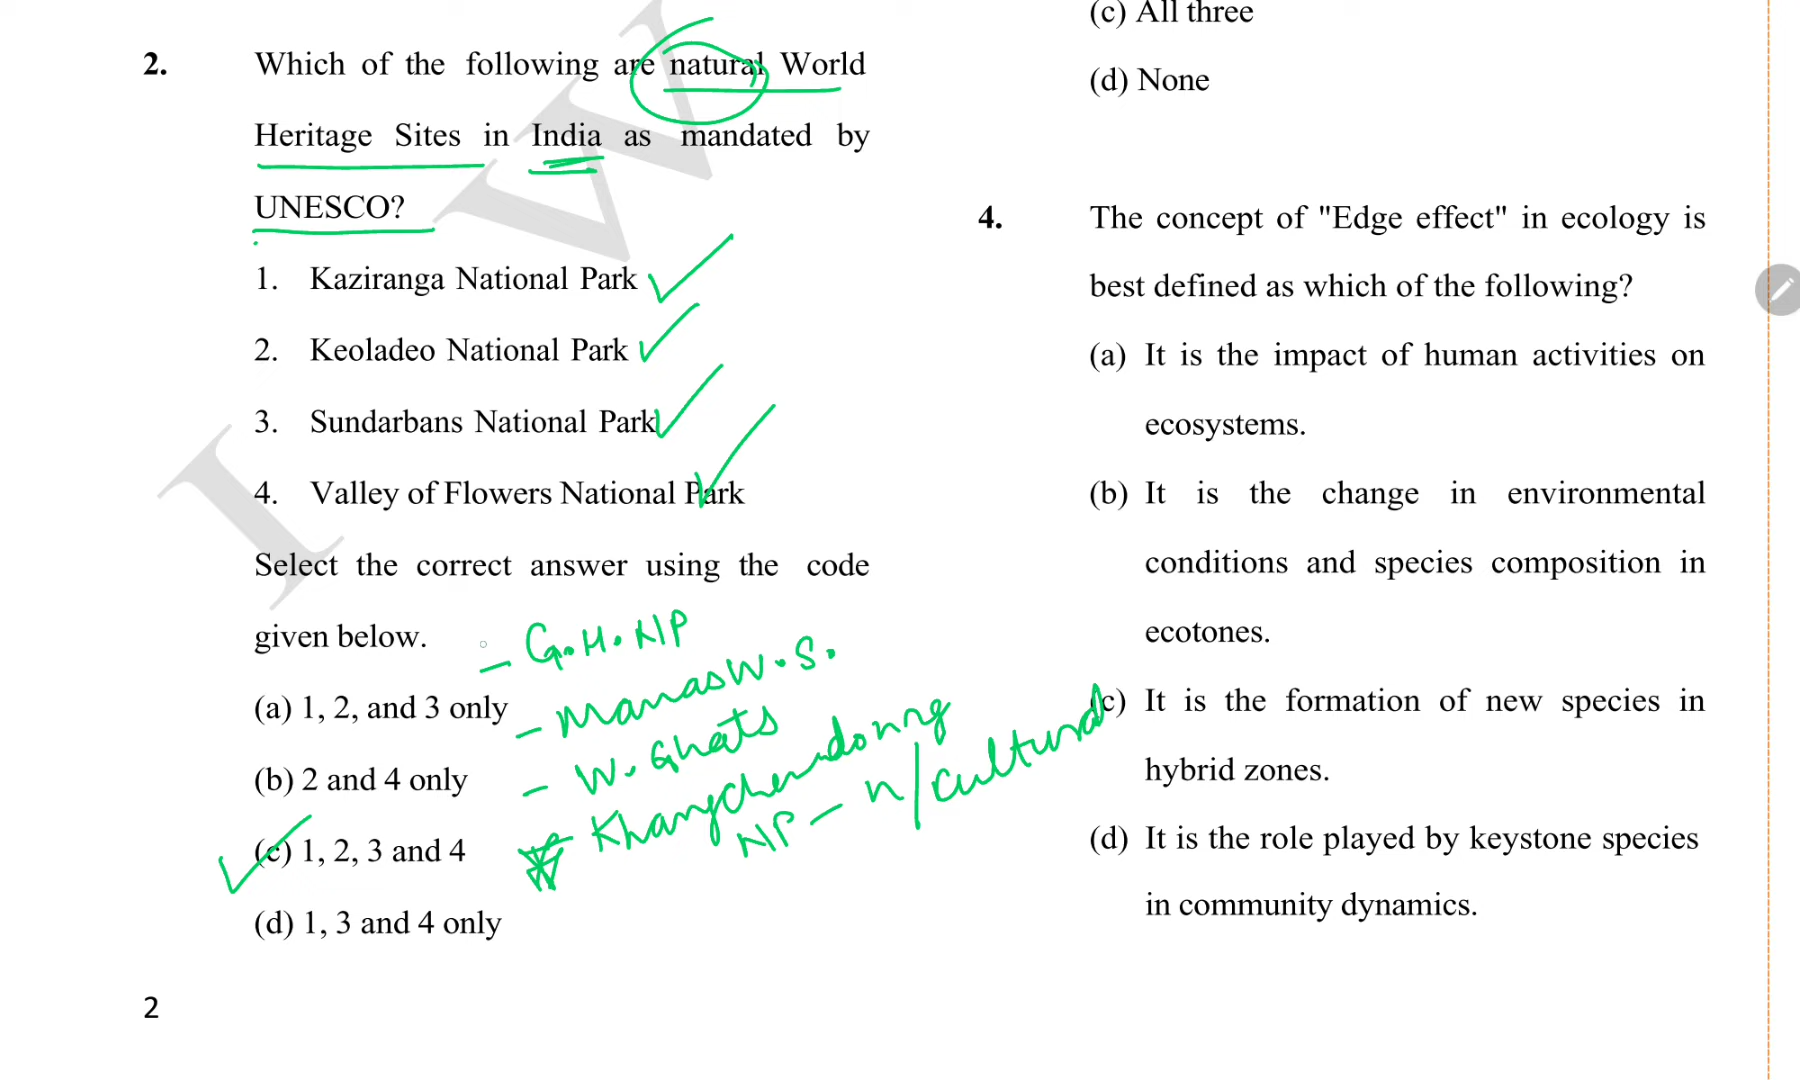 2. Which of the following are natural World
Heritage Sites in India as mandated by
UNESCO?
1. Kaziranga National Park
2. Keoladeo National Park
3. Sundarbans National Park
4. Valley of Flowers National Park
Select the correct answer using the code
given below.
- G.H.NP
(a) 1, 2, and 3 only
- Manas W.S.
(b) 2 and 4 only
- W. Ghats
(c) 1, 2, 3 and 4
Khangchendonng
NP - n/cultural
(d) 1, 3 and 4 only
2
(c) All three
(d) None
4. The concept of "Edge effect" in ecology is
best defined as which of the following?
(a) It is the impact of human activities on
ecosystems.
(b) It is the change in environmental
conditions and species composition in
ecotones.
(c) It is the formation of new species in
hybrid zones.
(d) It is the role played by keystone species
in community dynamics.
I W